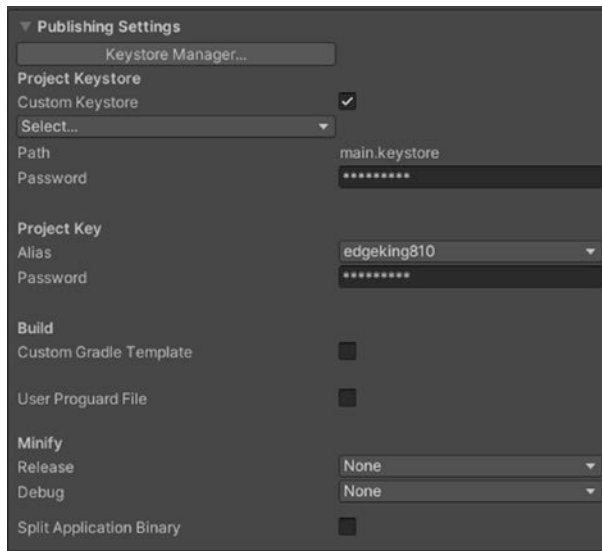 Publishing Settings
Keystore Manager...
Project Keystore
Custom Keystore
Select...
Path main.keystore
Password *********
Project Key
Alias edgeking810
Password *********
Build
Custom Gradle Template
User Proguard File
Minify
Release None
Debug None
Split Application Binary